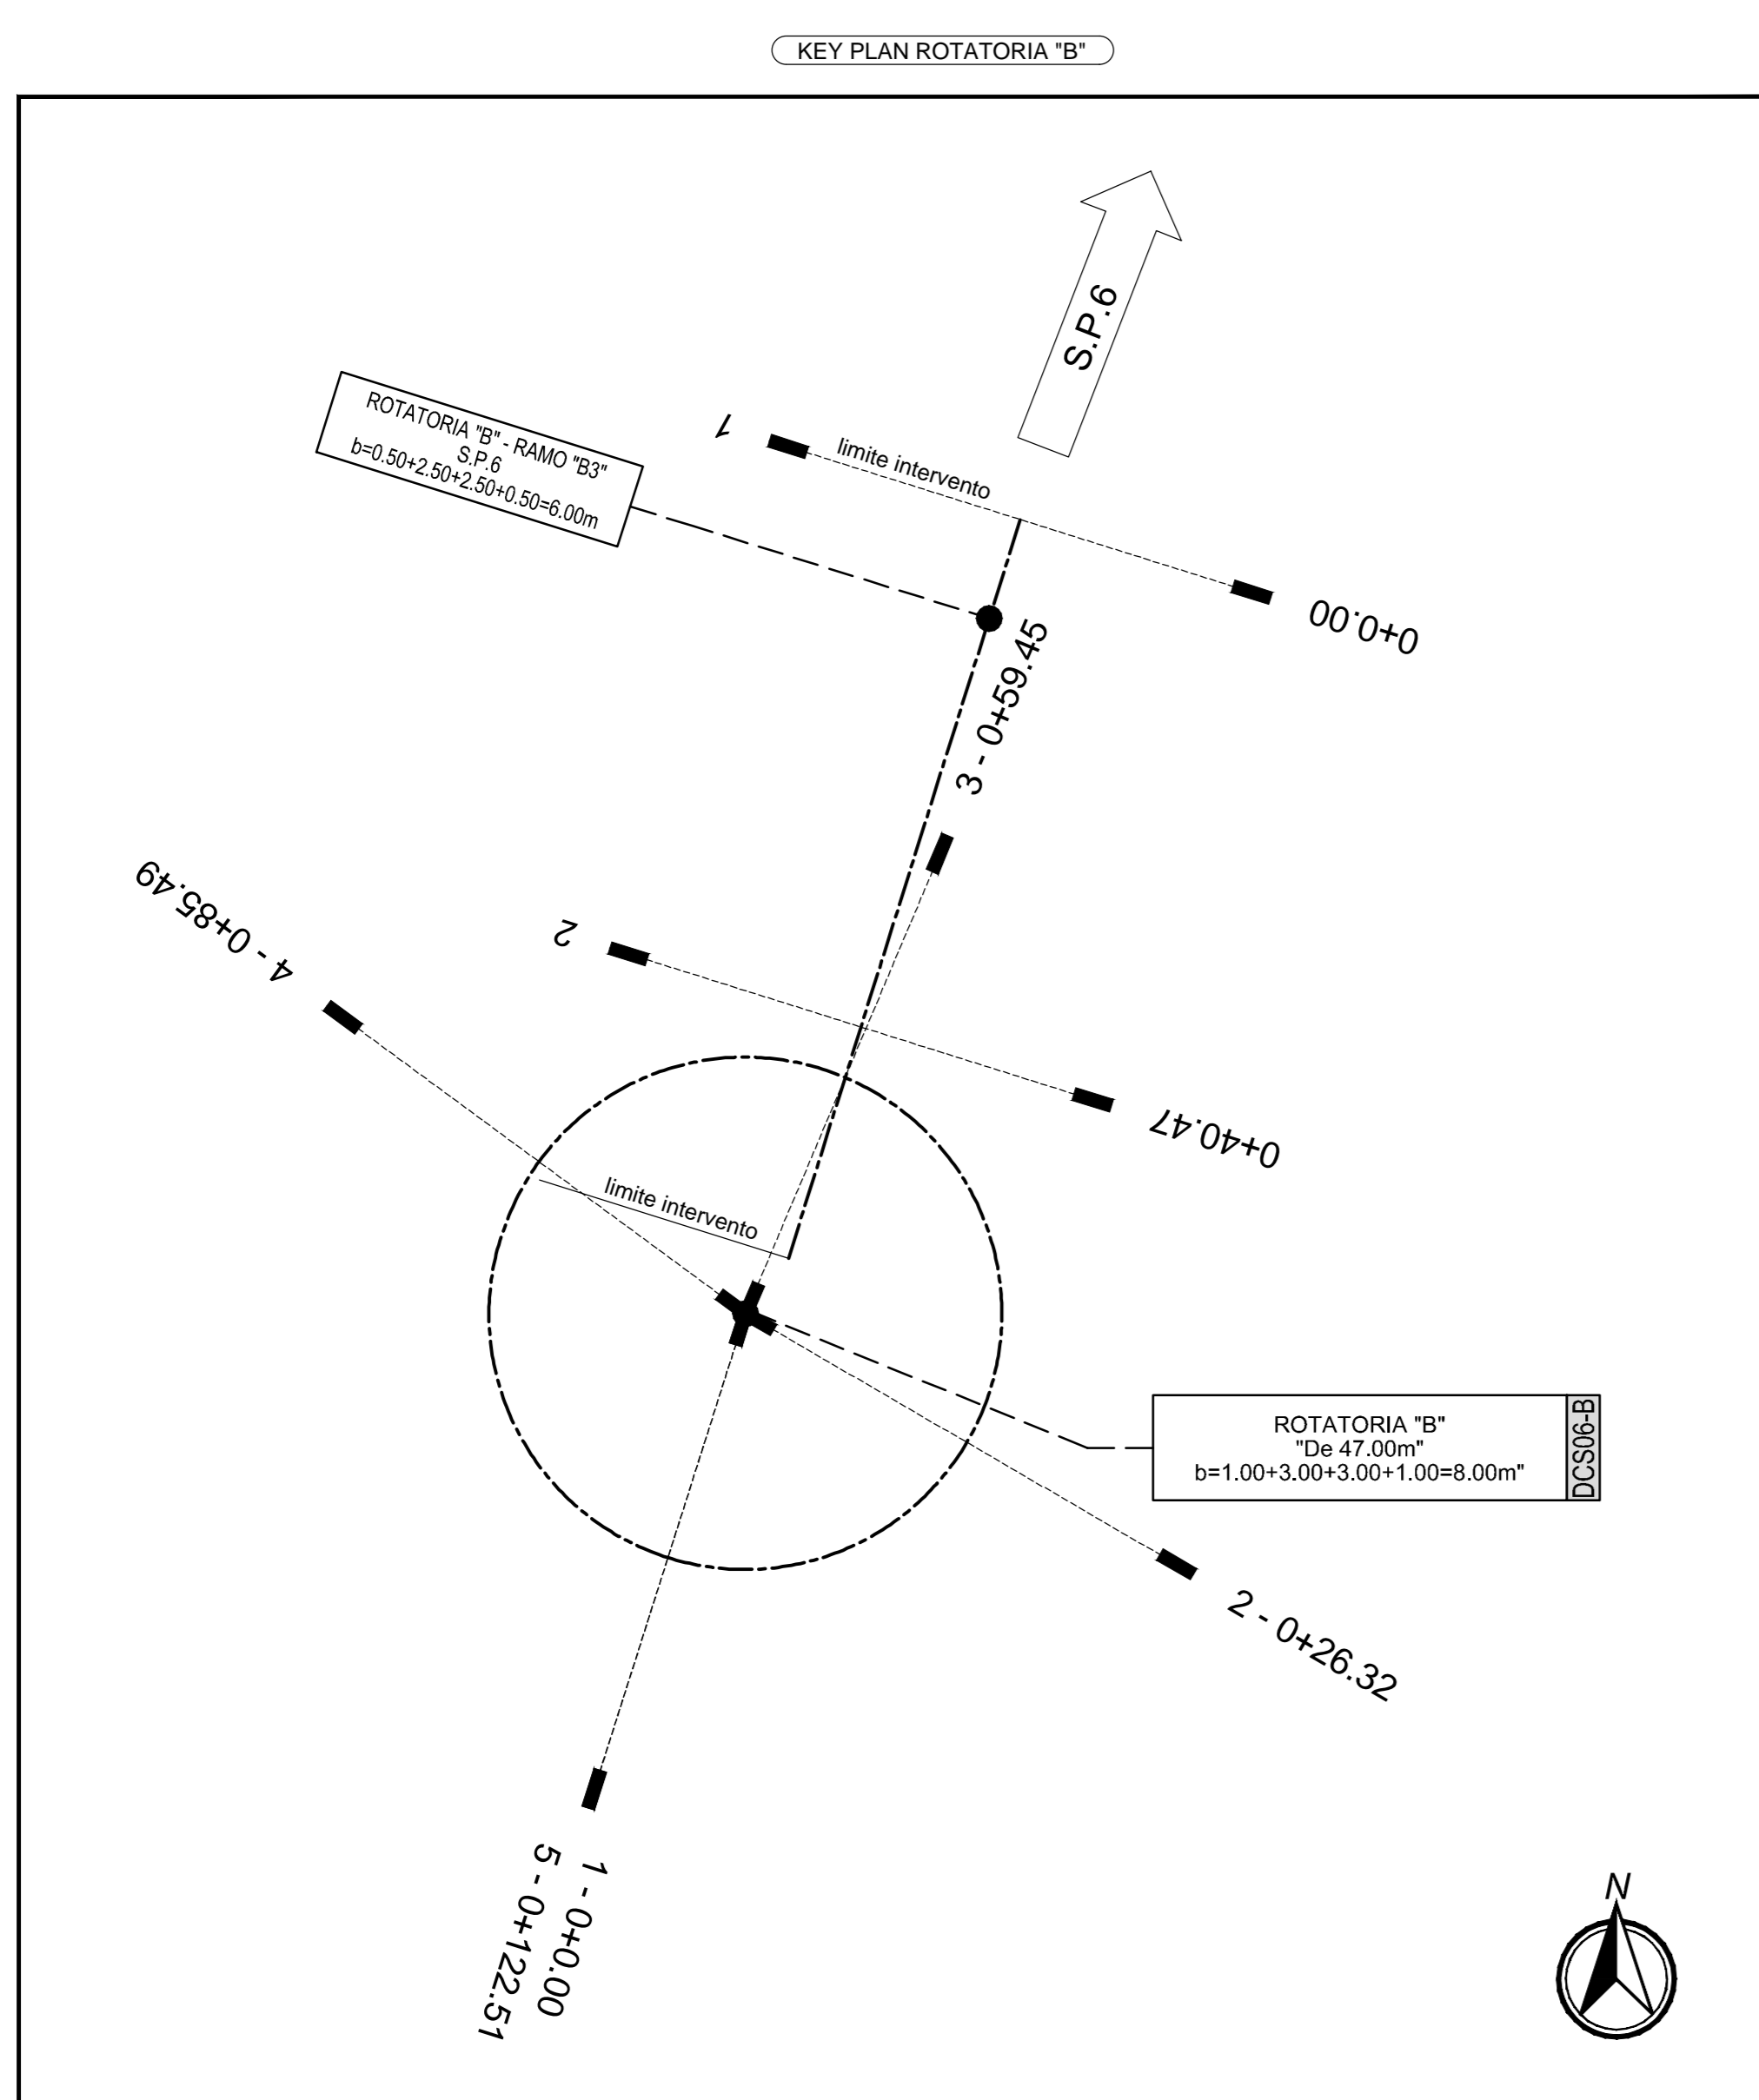 KEY PLAN ROTATORIA "B"
S.P.6
ROTATORIA "B" - RAMO "B3"
S.P.6
b=0.50+2.50+2.50+0.50=6.00m
1
limite intervento
0+0.00
3 - 0+59.45
4 - 0+85.49
2
0+40.47
limite intervento
ROTATORIA "B"
"De 47.00m"
b=1.00+3.00+3.00+1.00=8.00m"
DCS06-B
2 - 0+26.32
1 - 0+0.00
5 - 0+122.51
N